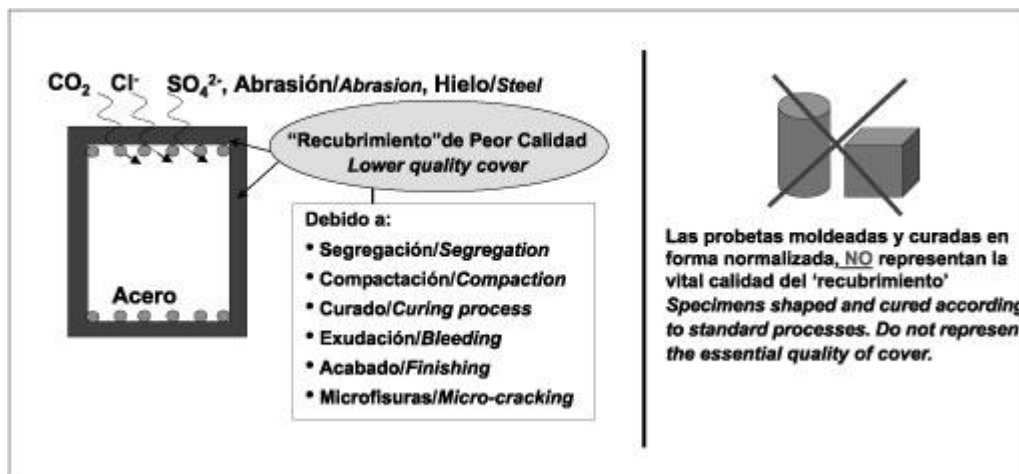 CO2 Cl- SO4 2-, Abrasión/Abrasion, Hielo/Steel
“Recubrimiento”de Peor Calidad
Lower quality cover
Debido a:
• Segregación/Segregation
• Compactación/Compaction
• Curado/Curing process
• Exudación/Bleeding
• Acabado/Finishing
• Microfisuras/Micro-cracking
Acero
Las probetas moldeadas y curadas en
forma normalizada, NO representan la
vital calidad del ‘recubrimiento’
Specimens shaped and cured according
to standard processes. Do not represen
the essential quality of cover.